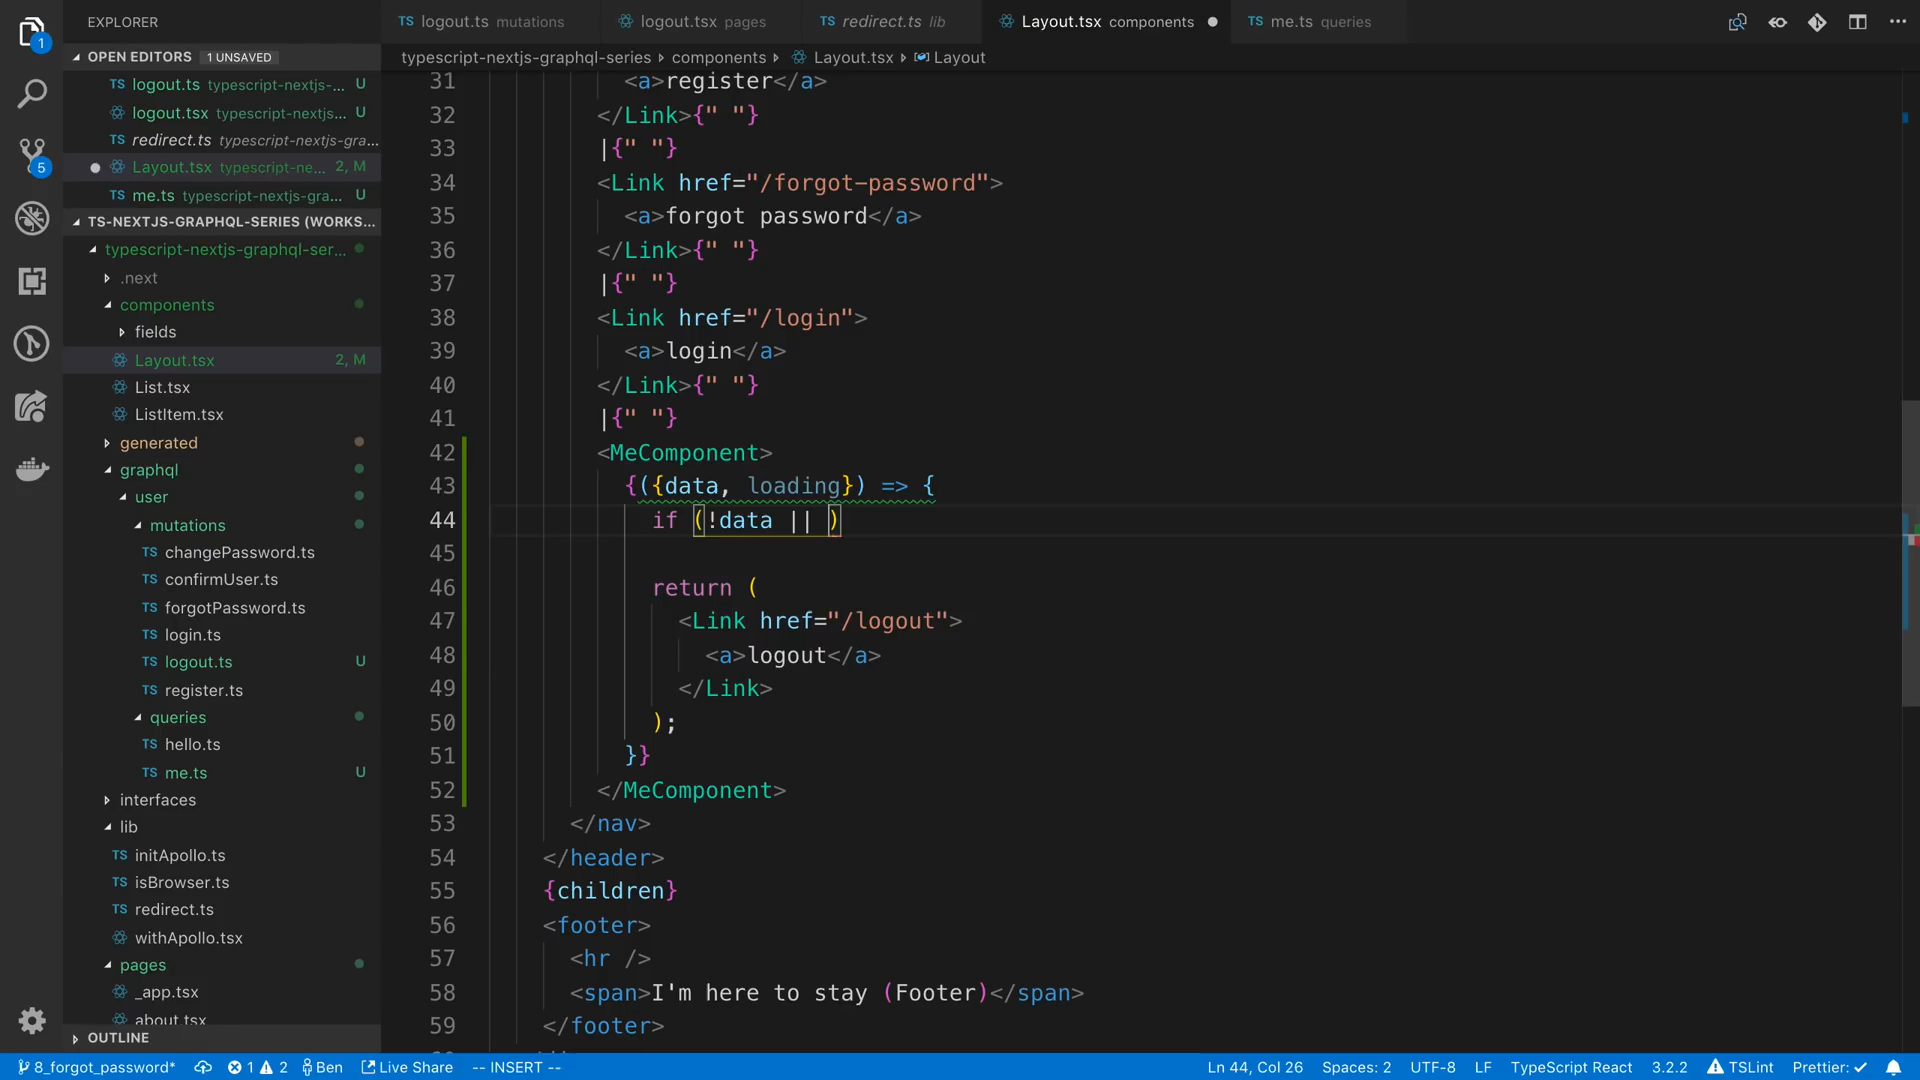 EXPLORER
logout.ts mutations
logout.tsx pages
TS redirect.ts lib
Layout.tsx components
TS me.ts queries
OPEN EDITORS 1 UNSAVED
typescript-nextjs-graphql-series components Layout.tsx Layout
TS logout.ts typescript-nextjs-... U
logout.tsx typescript-nextjs... U
TS redirect.ts typescript-nextjs-gra...
Layout.tsx typescript-ne... 2, M
TS me.ts typescript-nextjs-gra... U
TS-NEXTJS-GRAPHQL-SERIES (WORKS...
typescript-nextjs-graphql-ser...
.next
components
fields
Layout.tsx 2, M
List.tsx
ListItem.tsx
generated
graphql
user
mutations
TS changePassword.ts
TS confirmUser.ts
TS forgotPassword.ts
TS login.ts
TS logout.ts U
TS register.ts
queries
TS hello.ts
TS me.ts U
interfaces
lib
TS initApollo.ts
TS isBrowser.ts
TS redirect.ts
withApollo.tsx
pages
_app.tsx
about.tsx
OUTLINE
31 <a>register</a>
32 </Link>{" "}
33 |{" "}
34 <Link href="/forgot-password">
35 <a>forgot password</a>
36 </Link>{" "}
37 |{" "}
38 <Link href="/login">
39 <a>login</a>
40 </Link>{" "}
41 |{" "}
42 <MeComponent>
43 {({data, loading}) => {
44 if (!data || )
45
46 return (
47 <Link href="/logout">
48 <a>logout</a>
49 </Link>
50 );
51 }}
52 </MeComponent>
53 </nav>
54 </header>
55 {children}
56 <footer>
57 <hr />
58 <span>I'm here to stay (Footer)</span>
59 </footer>
1
5
8_forgot_password* 1 2 Ben Live Share -- INSERT -- Ln 44, Col 26 Spaces: 2 UTF-8 LF TypeScript React 3.2.2 TSLint Prettier: ✓